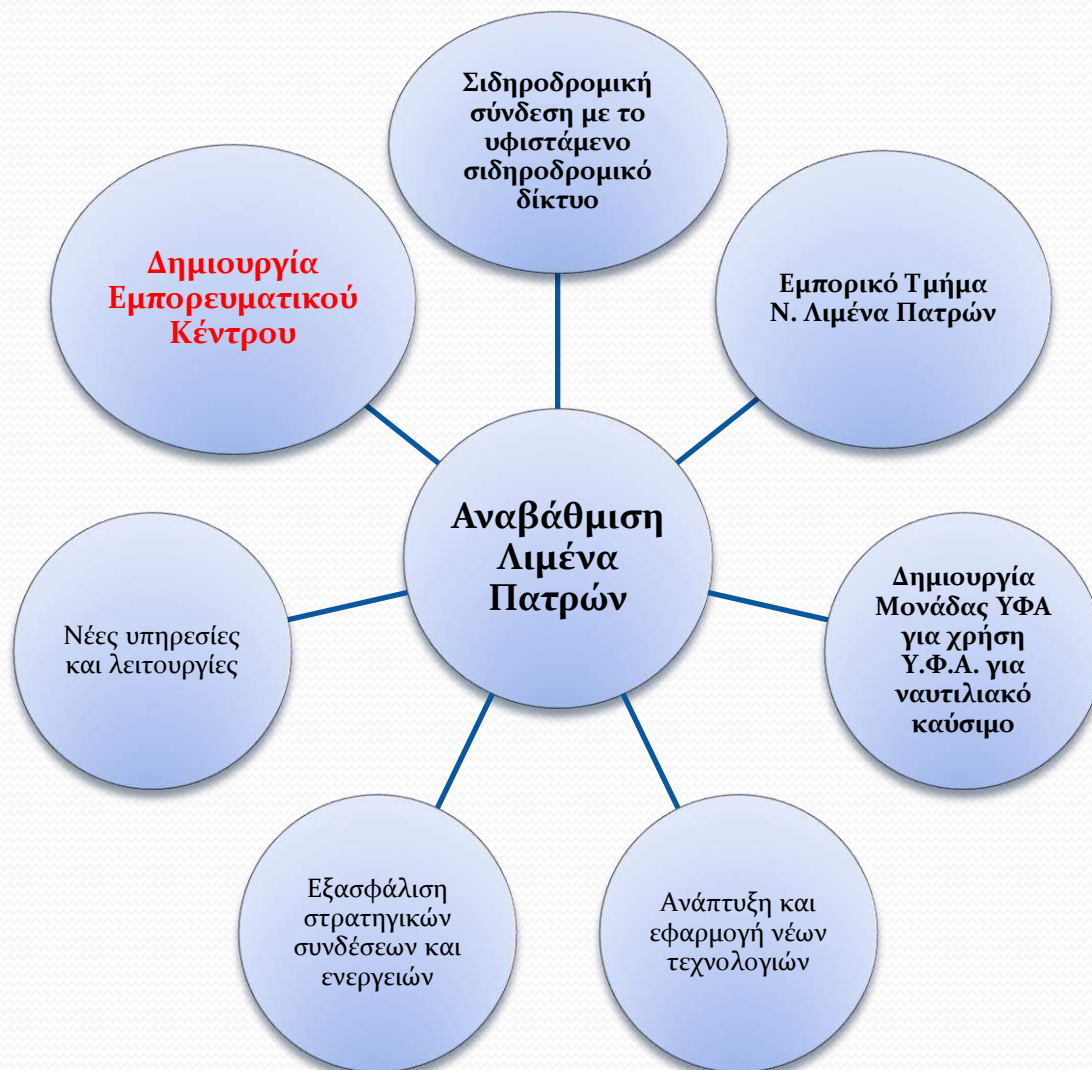 Σιδηροδρομική
σύνδεση με το
υφιστάμενο
σιδηροδρομικό
δίκτυο
Δημιουργία
Εμπορευματικού
Κέντρου
Εμπορικό Τμήμα
Ν. Λιμένα Πατρών
Αναβάθμιση
Λιμένα
Πατρών
Δημιουργία
Μονάδας ΥΦΑ
για χρήση
Υ.Φ.Α. για
ναυτιλιακό
καύσιμο
Νέες υπηρεσίες
και λειτουργίες
Εξασφάλιση
στρατηγικών
συνδέσεων και
ενεργειών
Ανάπτυξη και
εφαρμογή νέων
τεχνολογιών